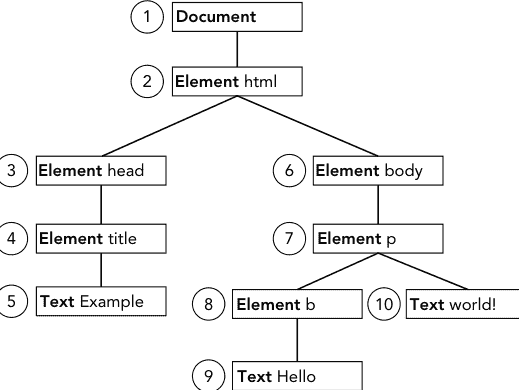 1 Document
2 Element html
3 Element head
6 Element body
4 Element title
7 Element p
5 Text Example
8 Element b
10 Text world!
9 Text Hello